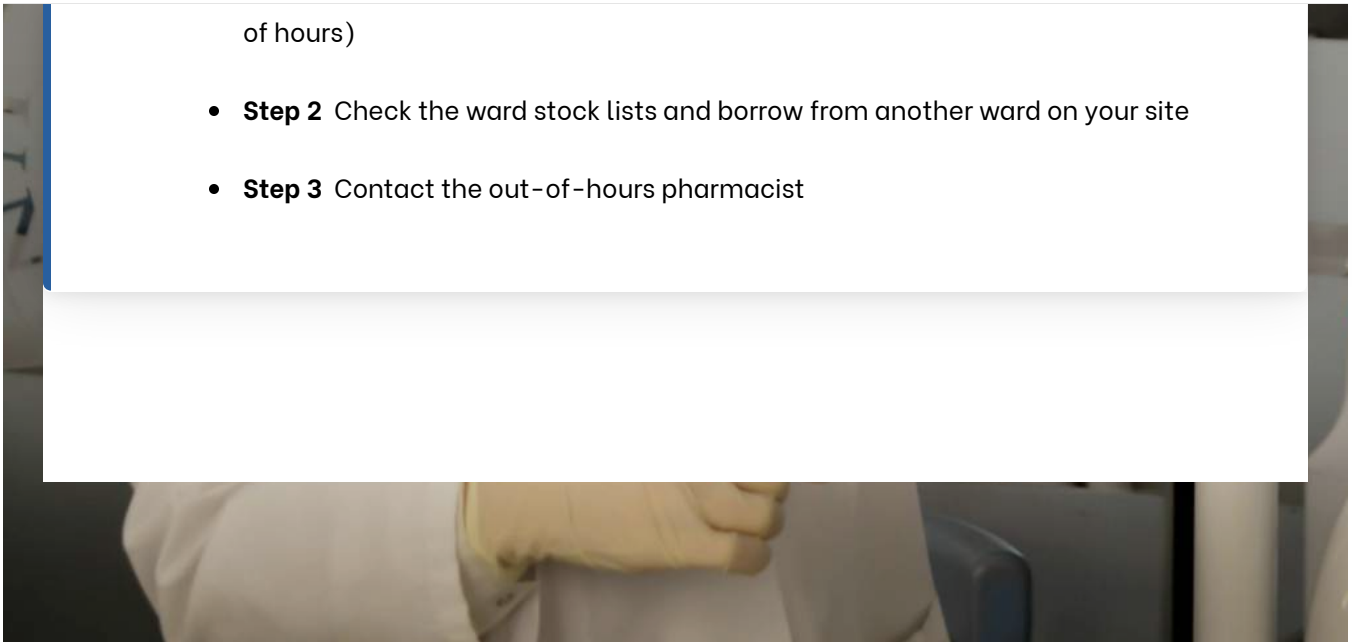 of hours)
Step 2 Check the ward stock lists and borrow from another ward on your site
Step 3 Contact the out-of-hours pharmacist